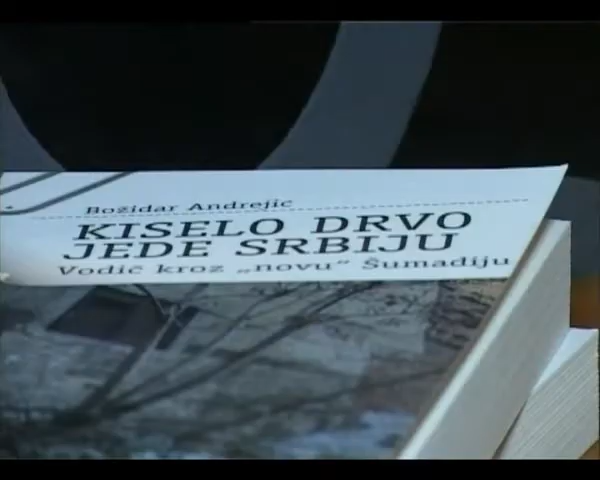 Božidar Andrejić
KISELO DRVO
JEDE SRBIJU
Vodič kroz „novu“ Šumadiju